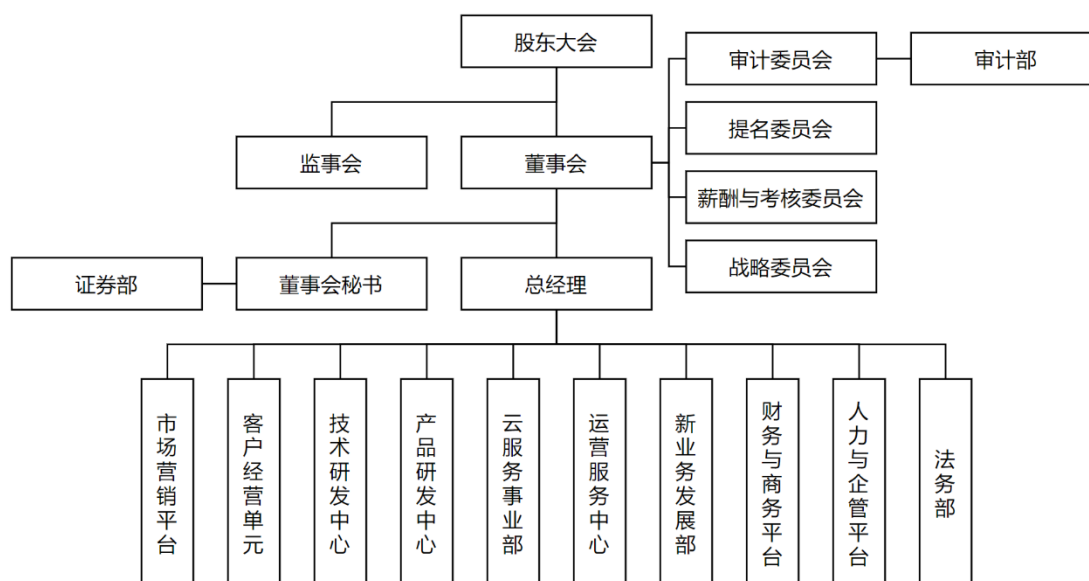 股东大会
审计委员会
审计部
提名委员会
监事会
董事会
薪酬与考核委员会
战略委员会
证券部
董事会秘书
总经理
市场营销平台
客户经营单元
技术研发中心
产品研发中心
云服务事业部
运营服务中心
新业务发展部
财务与商务平台
人力与企管平台
法务部